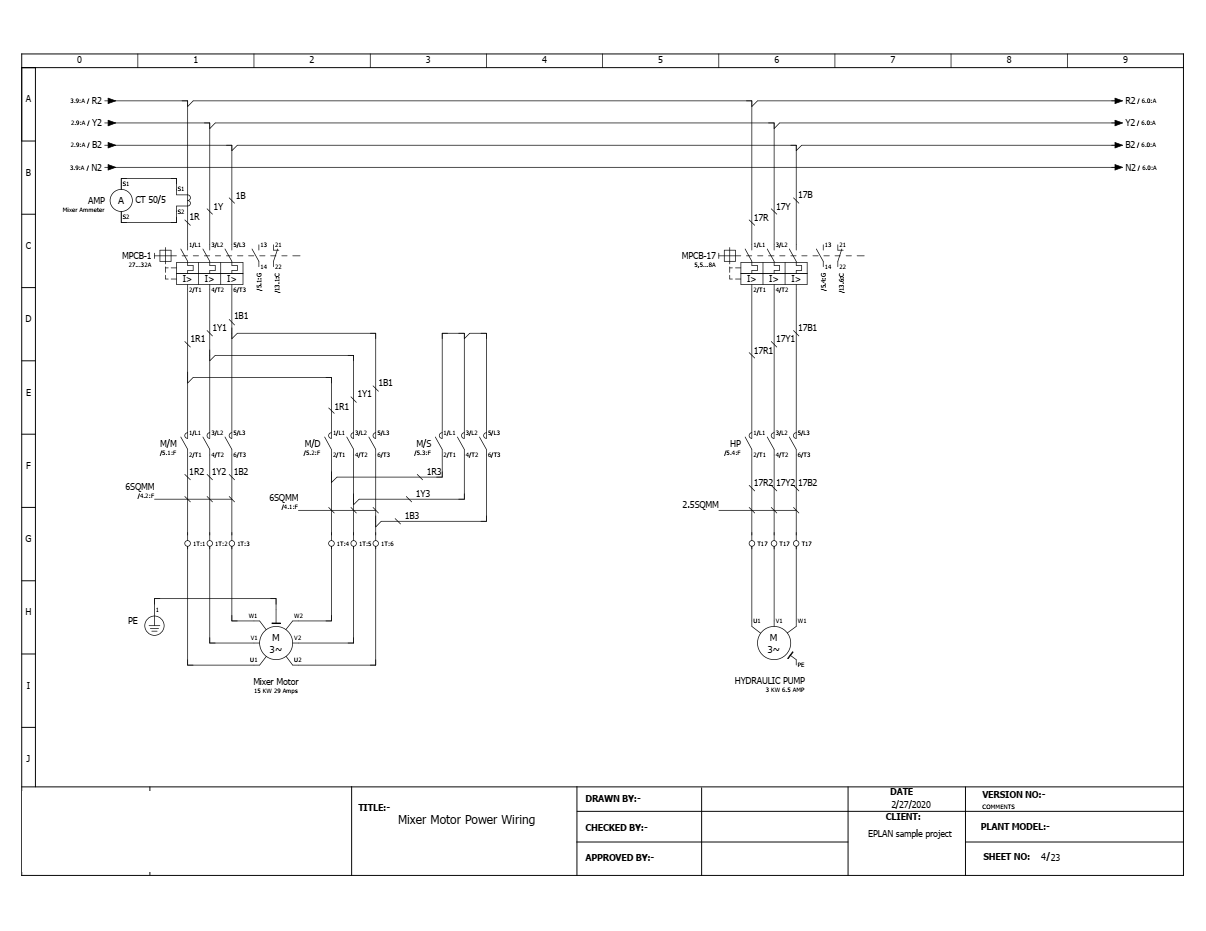 0 1 2 3 4 5 6 7 8 9
A
3.9:A / R2
R2 / 6.0:A
2.9:A / Y2
Y2 / 6.0:A
2.9:A / B2
B2 / 6.0:A
B
3.9:A / N2
N2 / 6.0:A
S1
S1
AMP
Mixer Ammeter
A
CT 50/5
S2
S2
1R
1Y
1B
17R
17Y
17B
C
MPCB-1
27...32A
1/L1 3/L2 5/L3
13 21
14 22
/5.1:G
/13.1:C
I> I> I>
2/T1 4/T2 6/T3
MPCB-17
5,5...8A
1/L1 3/L2
13 21
14 22
/5.4:G
/13.6:C
I> I> I>
2/T1 4/T2 6/T3
D
1R1
1Y1
1B1
17R1
17Y1
17B1
E
1R1
1Y1
1B1
F
M/M
/5.1:F
1/L1 3/L2 5/L3
2/T1 4/T2 6/T3
M/D
/5.2:F
1/L1 3/L2 5/L3
2/T1 4/T2 6/T3
M/S
/5.3:F
1/L1 3/L2 5/L3
2/T1 4/T2 6/T3
HP
/5.4:F
1/L1 3/L2 5/L3
2/T1 4/T2 6/T3
1R2 1Y2 1B2
1R3
17R2 17Y2 17B2
6SQMM
/4.2:F
6SQMM
/4.1:F
1Y3
2.5SQMM
1B3
G
1T:1 1T:2 1T:3
1T:4 1T:5 1T:6
T17 T17 T17
H
PE
1
W1
W2
V1
V2
U1
U2
M
3~
U1 V1 W1
M
3~
PE
I
Mixer Motor
15 KW 29 Amps
HYDRAULIC PUMP
3 KW 6.5 AMP
J
TITLE:-
Mixer Motor Power Wiring
DRAWN BY:-
CHECKED BY:-
APPROVED BY:-
DATE
2/27/2020
CLIENT:
EPLAN sample project
VERSION NO:-
COMMENTS
PLANT MODEL:-
SHEET NO: 4/23